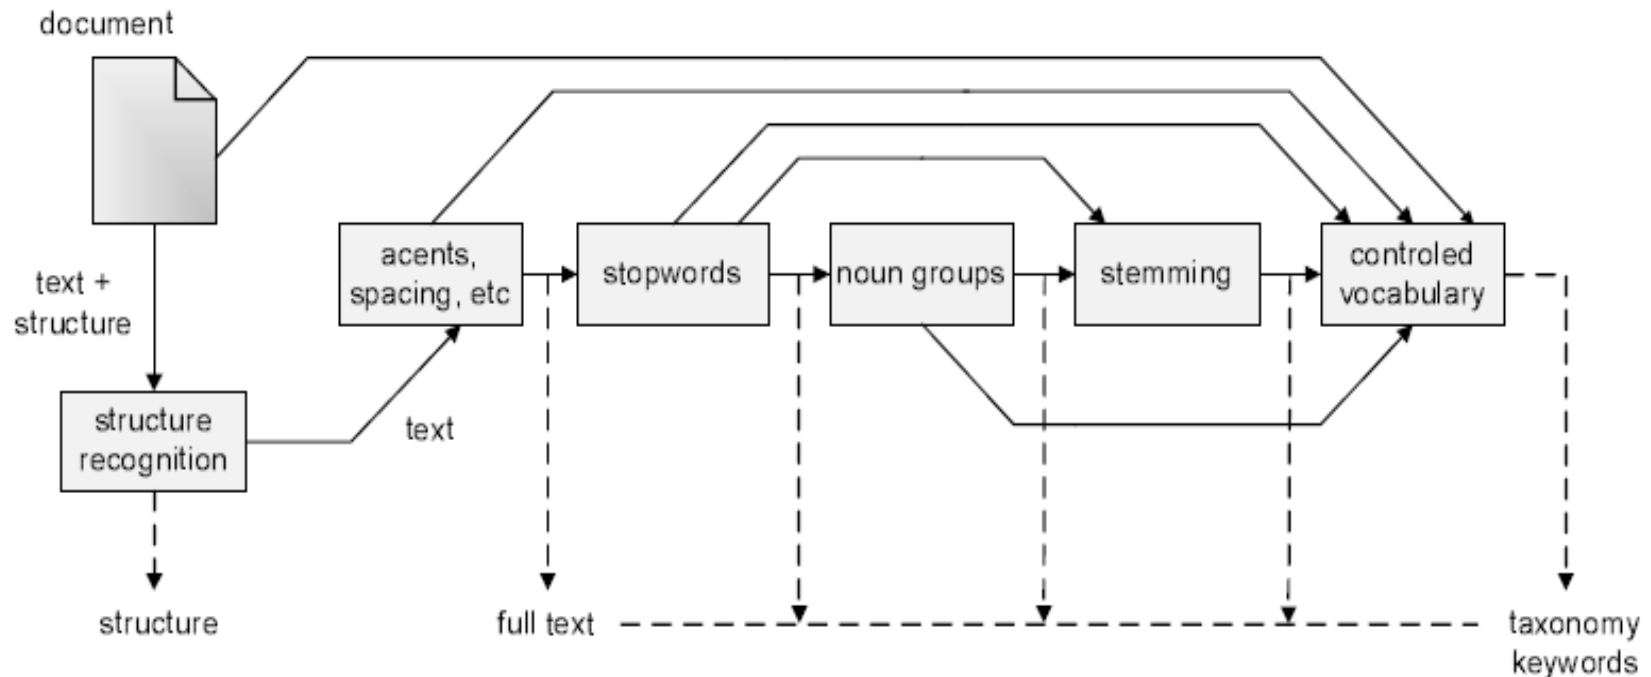 document
text +
structure
structure
recognition
text
acents,
spacing, etc
stopwords
noun groups
stemming
controled
vocabulary
structure
full text
taxonomy
keywords